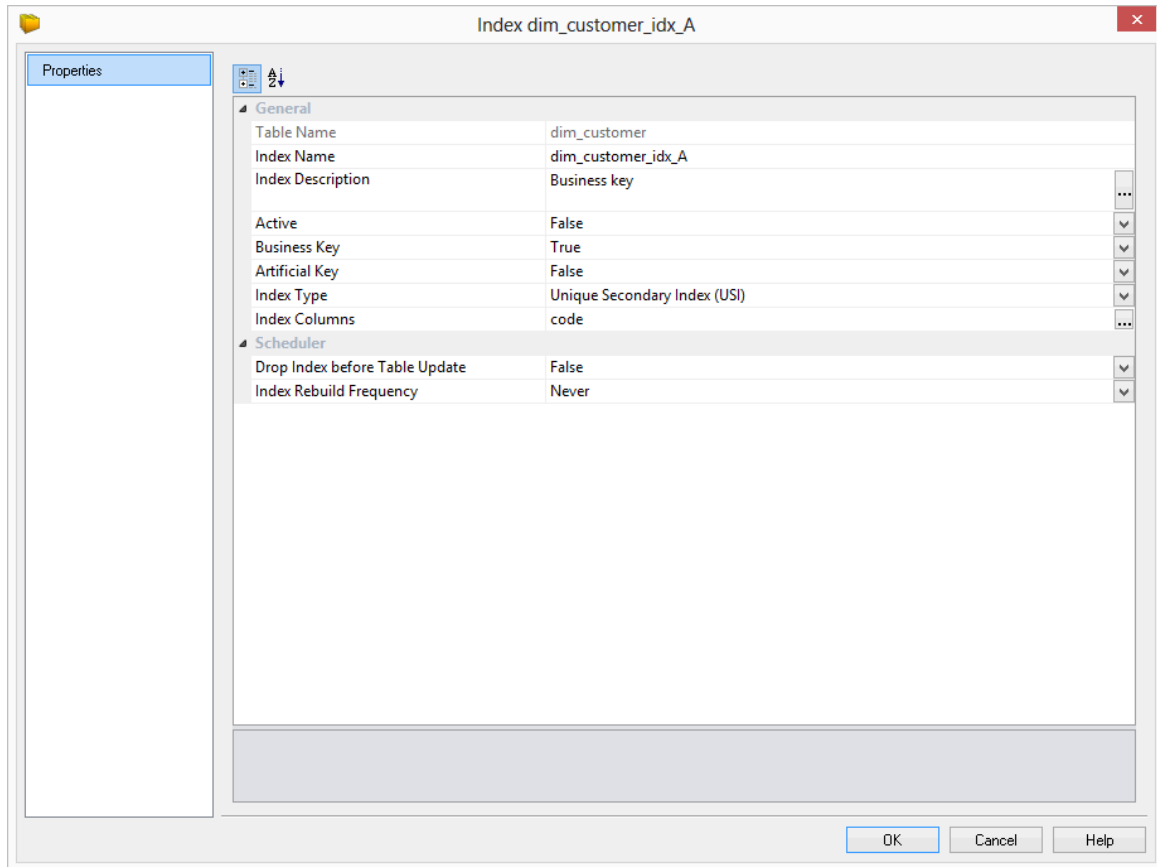 Index dim_customer_idx_A
Properties
General
Table Name dim_customer
Index Name dim_customer_idx_A
Index Description Business key
...
Active False
Business Key True
Artificial Key False
Index Type Unique Secondary Index (USI)
Index Columns code ...
Scheduler
Drop Index before Table Update False
Index Rebuild Frequency Never
OK Cancel Help